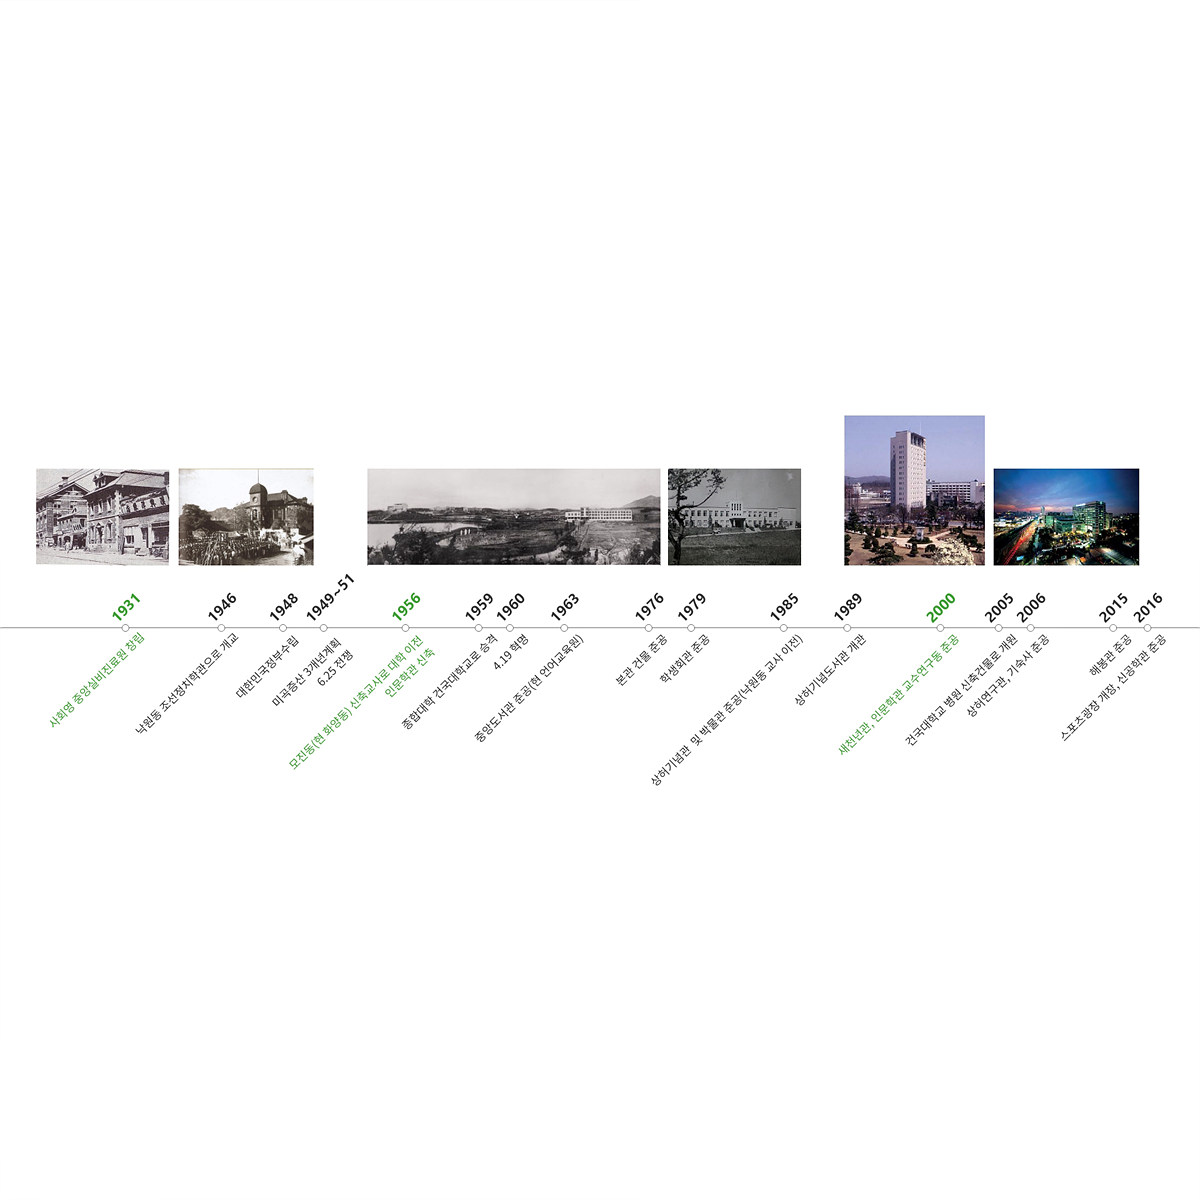 1931
사회영 중앙실비진료원 창립
1946
낙원동 조선정치학관으로 개교
1948
대한민국정부수립
1949~51
미곡증산 3개년계획
6.25 전쟁
1956
모진동(현 화양동) 신축교사로 대학 이전
인문학관 신축
1959
종합대학 건국대학교로 승격
1960
4.19 혁명
1963
중앙도서관 준공(현 언어교육원)
1976
본관 건물 준공
1979
학생회관 준공
1985
상허기념관 및 박물관 준공(낙원동 교사 이전)
1989
상허기념도서관 개관
2000
새천년관, 인문학관 교수연구동 준공
2005
건국대학교 병원 신축건물로 개원
2006
상허연구관, 기숙사 준공
2015
해봉관 준공
2016
스포츠광장 개장, 신공학관 준공